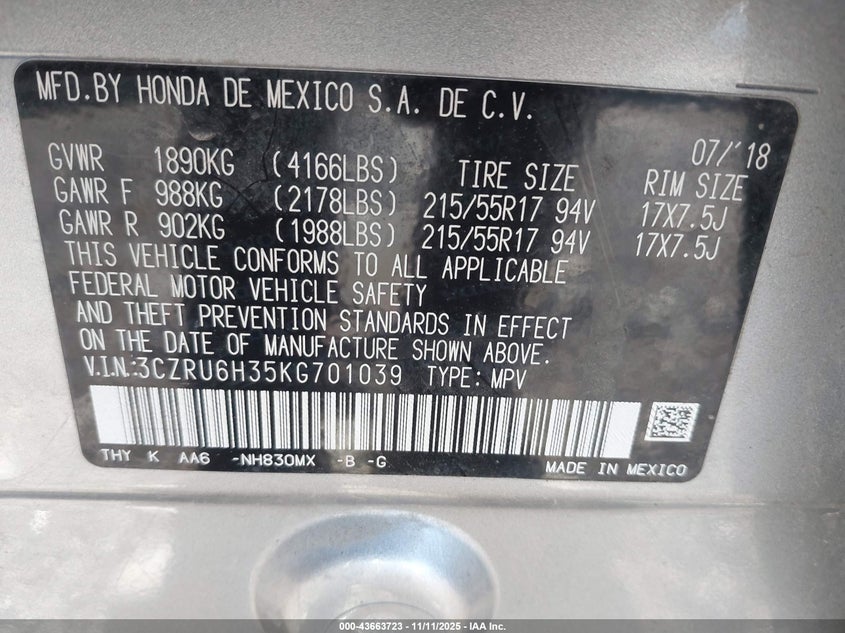 MFD.BY HONDA DE MEXICO S.A. DE C.V.
07/'18
GVWR 1890KG (4166LBS) TIRE SIZE RIM SIZE
GAWR F 988KG (2178LBS) 215/55R17 94V 17X7.5J
GAWR R 902KG (1988LBS) 215/55R17 94V 17X7.5J
THIS VEHICLE CONFORMS TO ALL APPLICABLE
FEDERAL MOTOR VEHICLE SAFETY
AND THEFT PREVENTION STANDARDS IN EFFECT
ON THE DATE OF MANUFACTURE SHOWN ABOVE.
V.I.N.:3CZRU6H35KG701039 TYPE: MPV
THY K AA6 -NH830MX -B -G
MADE IN MEXICO
000-43663723 - 11/11/2025 - IAA Inc.